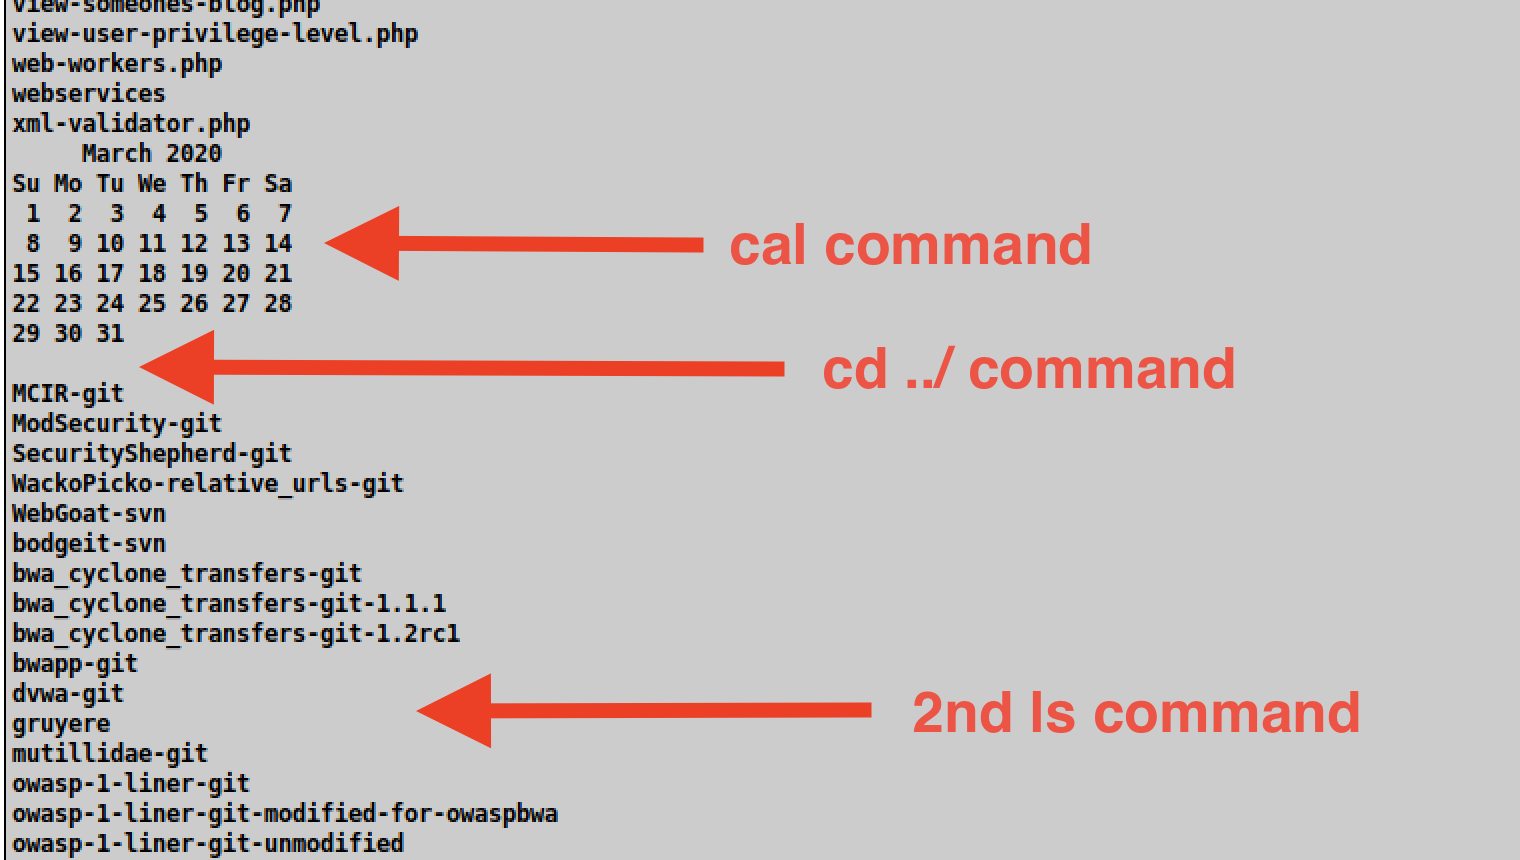 view-someones-blog.php
view-user-privilege-level.php
web-workers.php
webservices
xml-validator.php
     March 2020
Su Mo Tu We Th Fr Sa
 1  2  3  4  5  6  7
 8  9 10 11 12 13 14
cal command
15 16 17 18 19 20 21
22 23 24 25 26 27 28
29 30 31
cd ../ command
MCIR-git
ModSecurity-git
SecurityShepherd-git
WackoPicko-relative_urls-git
WebGoat-svn
bodgeit-svn
bwa_cyclone_transfers-git
bwa_cyclone_transfers-git-1.1.1
bwa_cyclone_transfers-git-1.2rc1
bwapp-git
dvwa-git
2nd ls command
gruyere
mutillidae-git
owasp-1-liner-git
owasp-1-liner-git-modified-for-owaspbwa
owasp-1-liner-git-unmodified